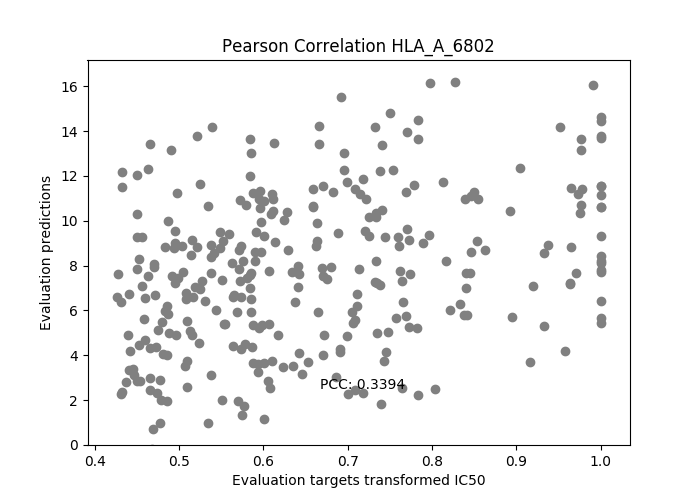 Pearson Correlation HLA_A_6802
Evaluation predictions
16
14
12
10
8
6
4
2
0
PCC: 0.3394
0.4 0.5 0.6 0.7 0.8 0.9 1.0
Evaluation targets transformed IC50